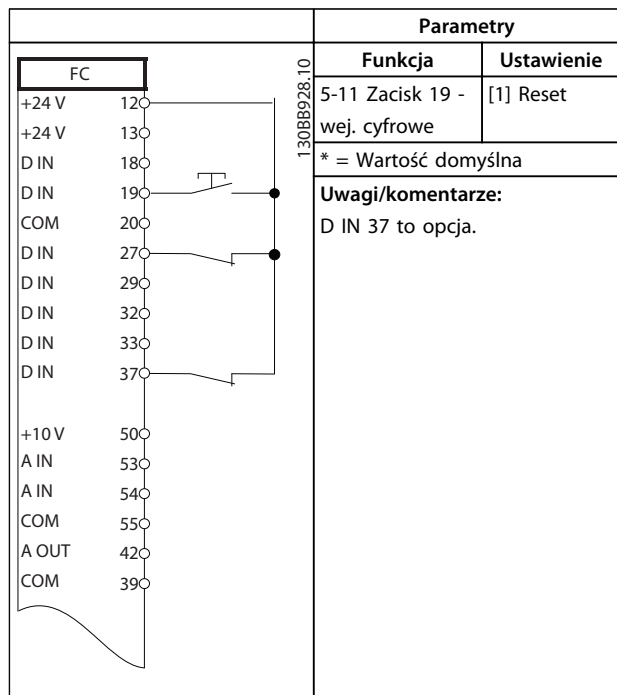 Parametry
Funkcja Ustawienie
5-11 Zacisk 19 - [1] Reset
wej. cyfrowe
* = Wartość domyślna
Uwagi/komentarze:
D IN 37 to opcja.
FC
+24 V 12
+24 V 13
D IN 18
D IN 19
COM 20
D IN 27
D IN 29
D IN 32
D IN 33
D IN 37
+10 V 50
A IN 53
A IN 54
COM 55
A OUT 42
COM 39
130BB928.10